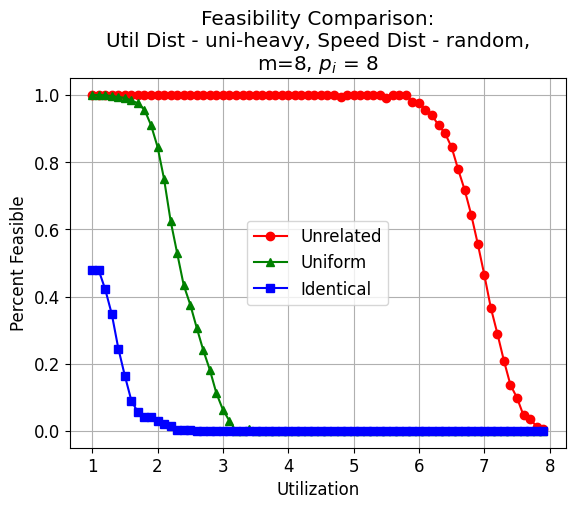 Feasibility Comparison:
Util Dist - uni-heavy, Speed Dist - random,
m=8, $p_i$ = 8
1.0
0.8
0.6
0.4
0.2
0.0
Percent Feasible
Unrelated
Uniform
Identical
1 2 3 4 5 6 7 8
Utilization